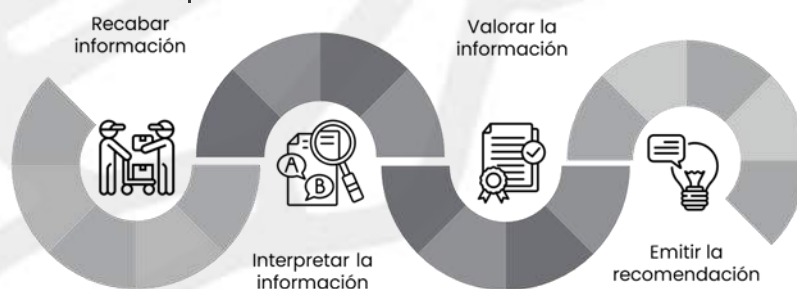 Recabar
información
Interpretar la
información
A
B
Valorar la
información
Emitir la
recomendación